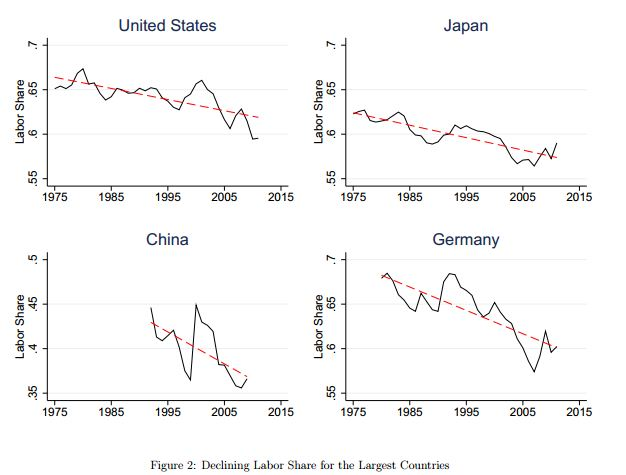 United States
Labor Share
.7
.65
.6
.55
1975 1985 1995 2005 2015
Japan
Labor Share
.7
.65
.6
.55
1975 1985 1995 2005 2015
China
Labor Share
.5
.45
.4
.35
1975 1985 1995 2005 2015
Germany
Labor Share
.7
.65
.6
.55
1975 1985 1995 2005 2015
Figure 2: Declining Labor Share for the Largest Countries